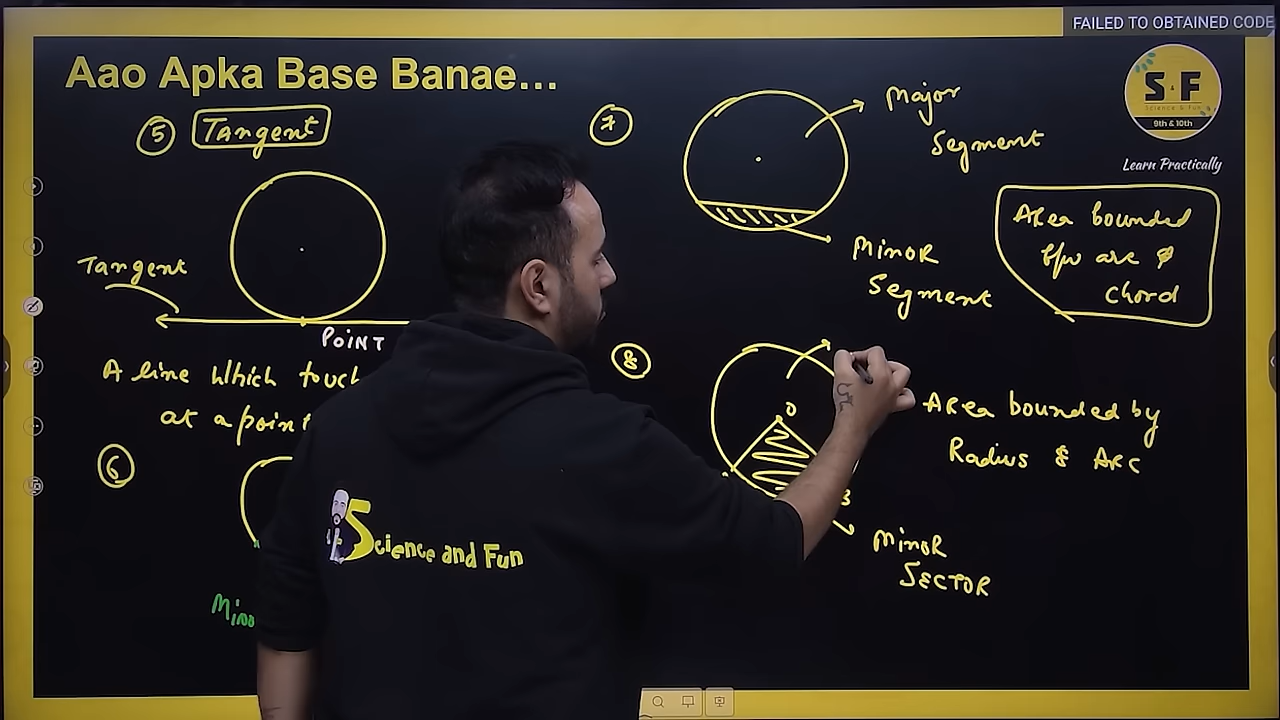 FAILED TO OBTAINED CODE
Aao Apka Base Banae...
S&F
Science & Fun
9th & 10th
Learn Practically
5 Tangent
Tangent
POINT
A line which touch
at a point
6
Mino
7
Major
Segment
Minor
Segment
Area bounded
b/w arc &
chord
8
O
B
Area bounded by
Radius & Arc
Minor
SECTOR
Science and Fun